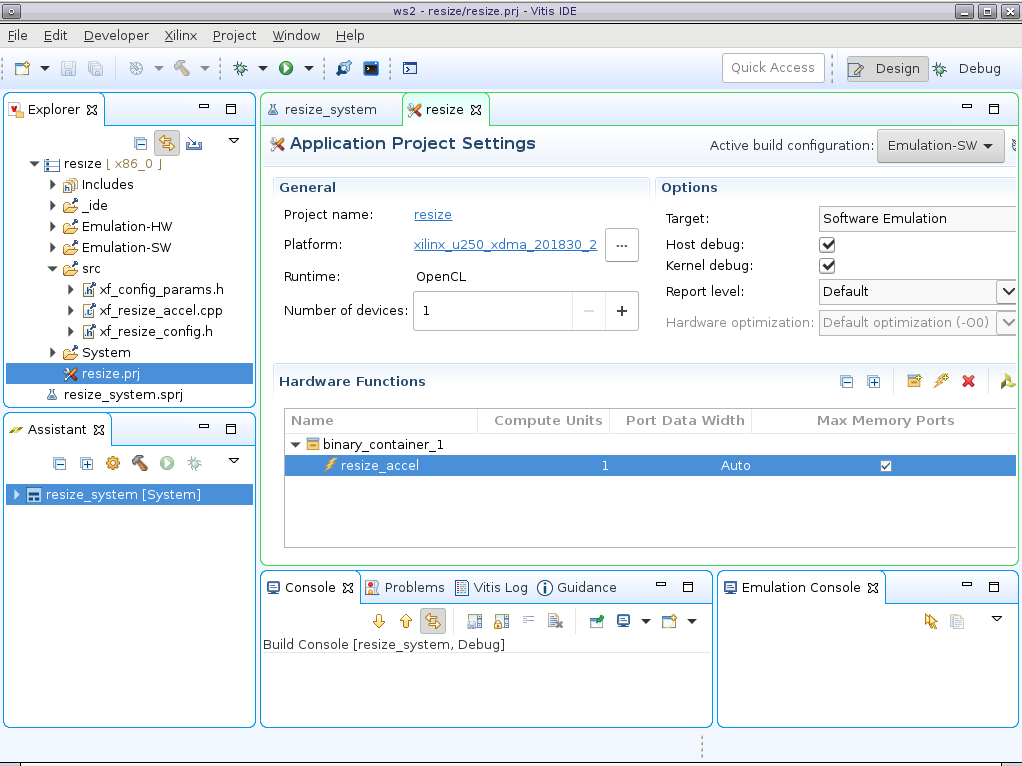 ws2 - resize/resize.prj - Vitis IDE
File Edit Developer Xilinx Project Window Help
Quick Access
Design
Debug
Explorer
resize [ x86_0 ]
Includes
_ide
Emulation-HW
Emulation-SW
src
xf_config_params.h
xf_resize_accel.cpp
xf_resize_config.h
System
resize.prj
resize_system.sprj
Assistant
resize_system [System]
resize_system
resize
Application Project Settings
Active build configuration: Emulation-SW
General
Project name: resize
Platform: xilinx_u250_xdma_201830_2 ...
Runtime: OpenCL
Number of devices: 1
Options
Target: Software Emulation
Host debug:
Kernel debug:
Report level: Default
Hardware optimization: Default optimization (-O0)
Hardware Functions
Name Compute Units Port Data Width Max Memory Ports
binary_container_1
resize_accel 1 Auto
Console Problems Vitis Log Guidance
Build Console [resize_system, Debug]
Emulation Console